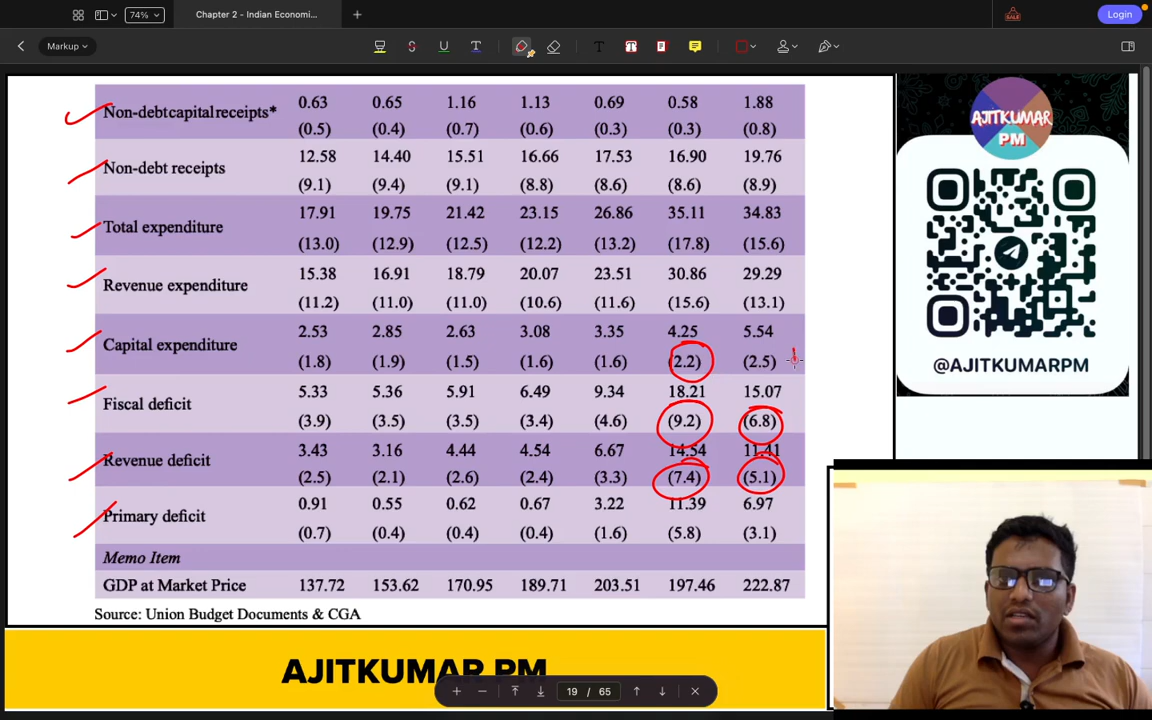 74%
Chapter 2 - Indian Economi...
+
SALE
Login
Markup
Non-debtcapitalreceipts* 0.63 0.65 1.16 1.13 0.69 0.58 1.88
(0.5) (0.4) (0.7) (0.6) (0.3) (0.3) (0.8)
Non-debt receipts 12.58 14.40 15.51 16.66 17.53 16.90 19.76
(9.1) (9.4) (9.1) (8.8) (8.6) (8.6) (8.9)
Total expenditure 17.91 19.75 21.42 23.15 26.86 35.11 34.83
(13.0) (12.9) (12.5) (12.2) (13.2) (17.8) (15.6)
Revenue expenditure 15.38 16.91 18.79 20.07 23.51 30.86 29.29
(11.2) (11.0) (11.0) (10.6) (11.6) (15.6) (13.1)
Capital expenditure 2.53 2.85 2.63 3.08 3.35 4.25 5.54
(1.8) (1.9) (1.5) (1.6) (1.6) (2.2) (2.5)
Fiscal deficit 5.33 5.36 5.91 6.49 9.34 18.21 15.07
(3.9) (3.5) (3.5) (3.4) (4.6) (9.2) (6.8)
Revenue deficit 3.43 3.16 4.44 4.54 6.67 14.54 11.41
(2.5) (2.1) (2.6) (2.4) (3.3) (7.4) (5.1)
Primary deficit 0.91 0.55 0.62 0.67 3.22 11.39 6.97
(0.7) (0.4) (0.4) (0.4) (1.6) (5.8) (3.1)
Memo Item
GDP at Market Price 137.72 153.62 170.95 189.71 203.51 197.46 222.87
Source: Union Budget Documents & CGA
AJITKUMAR
PM
@AJITKUMARPM
AJITKUMAR PM
19 / 65